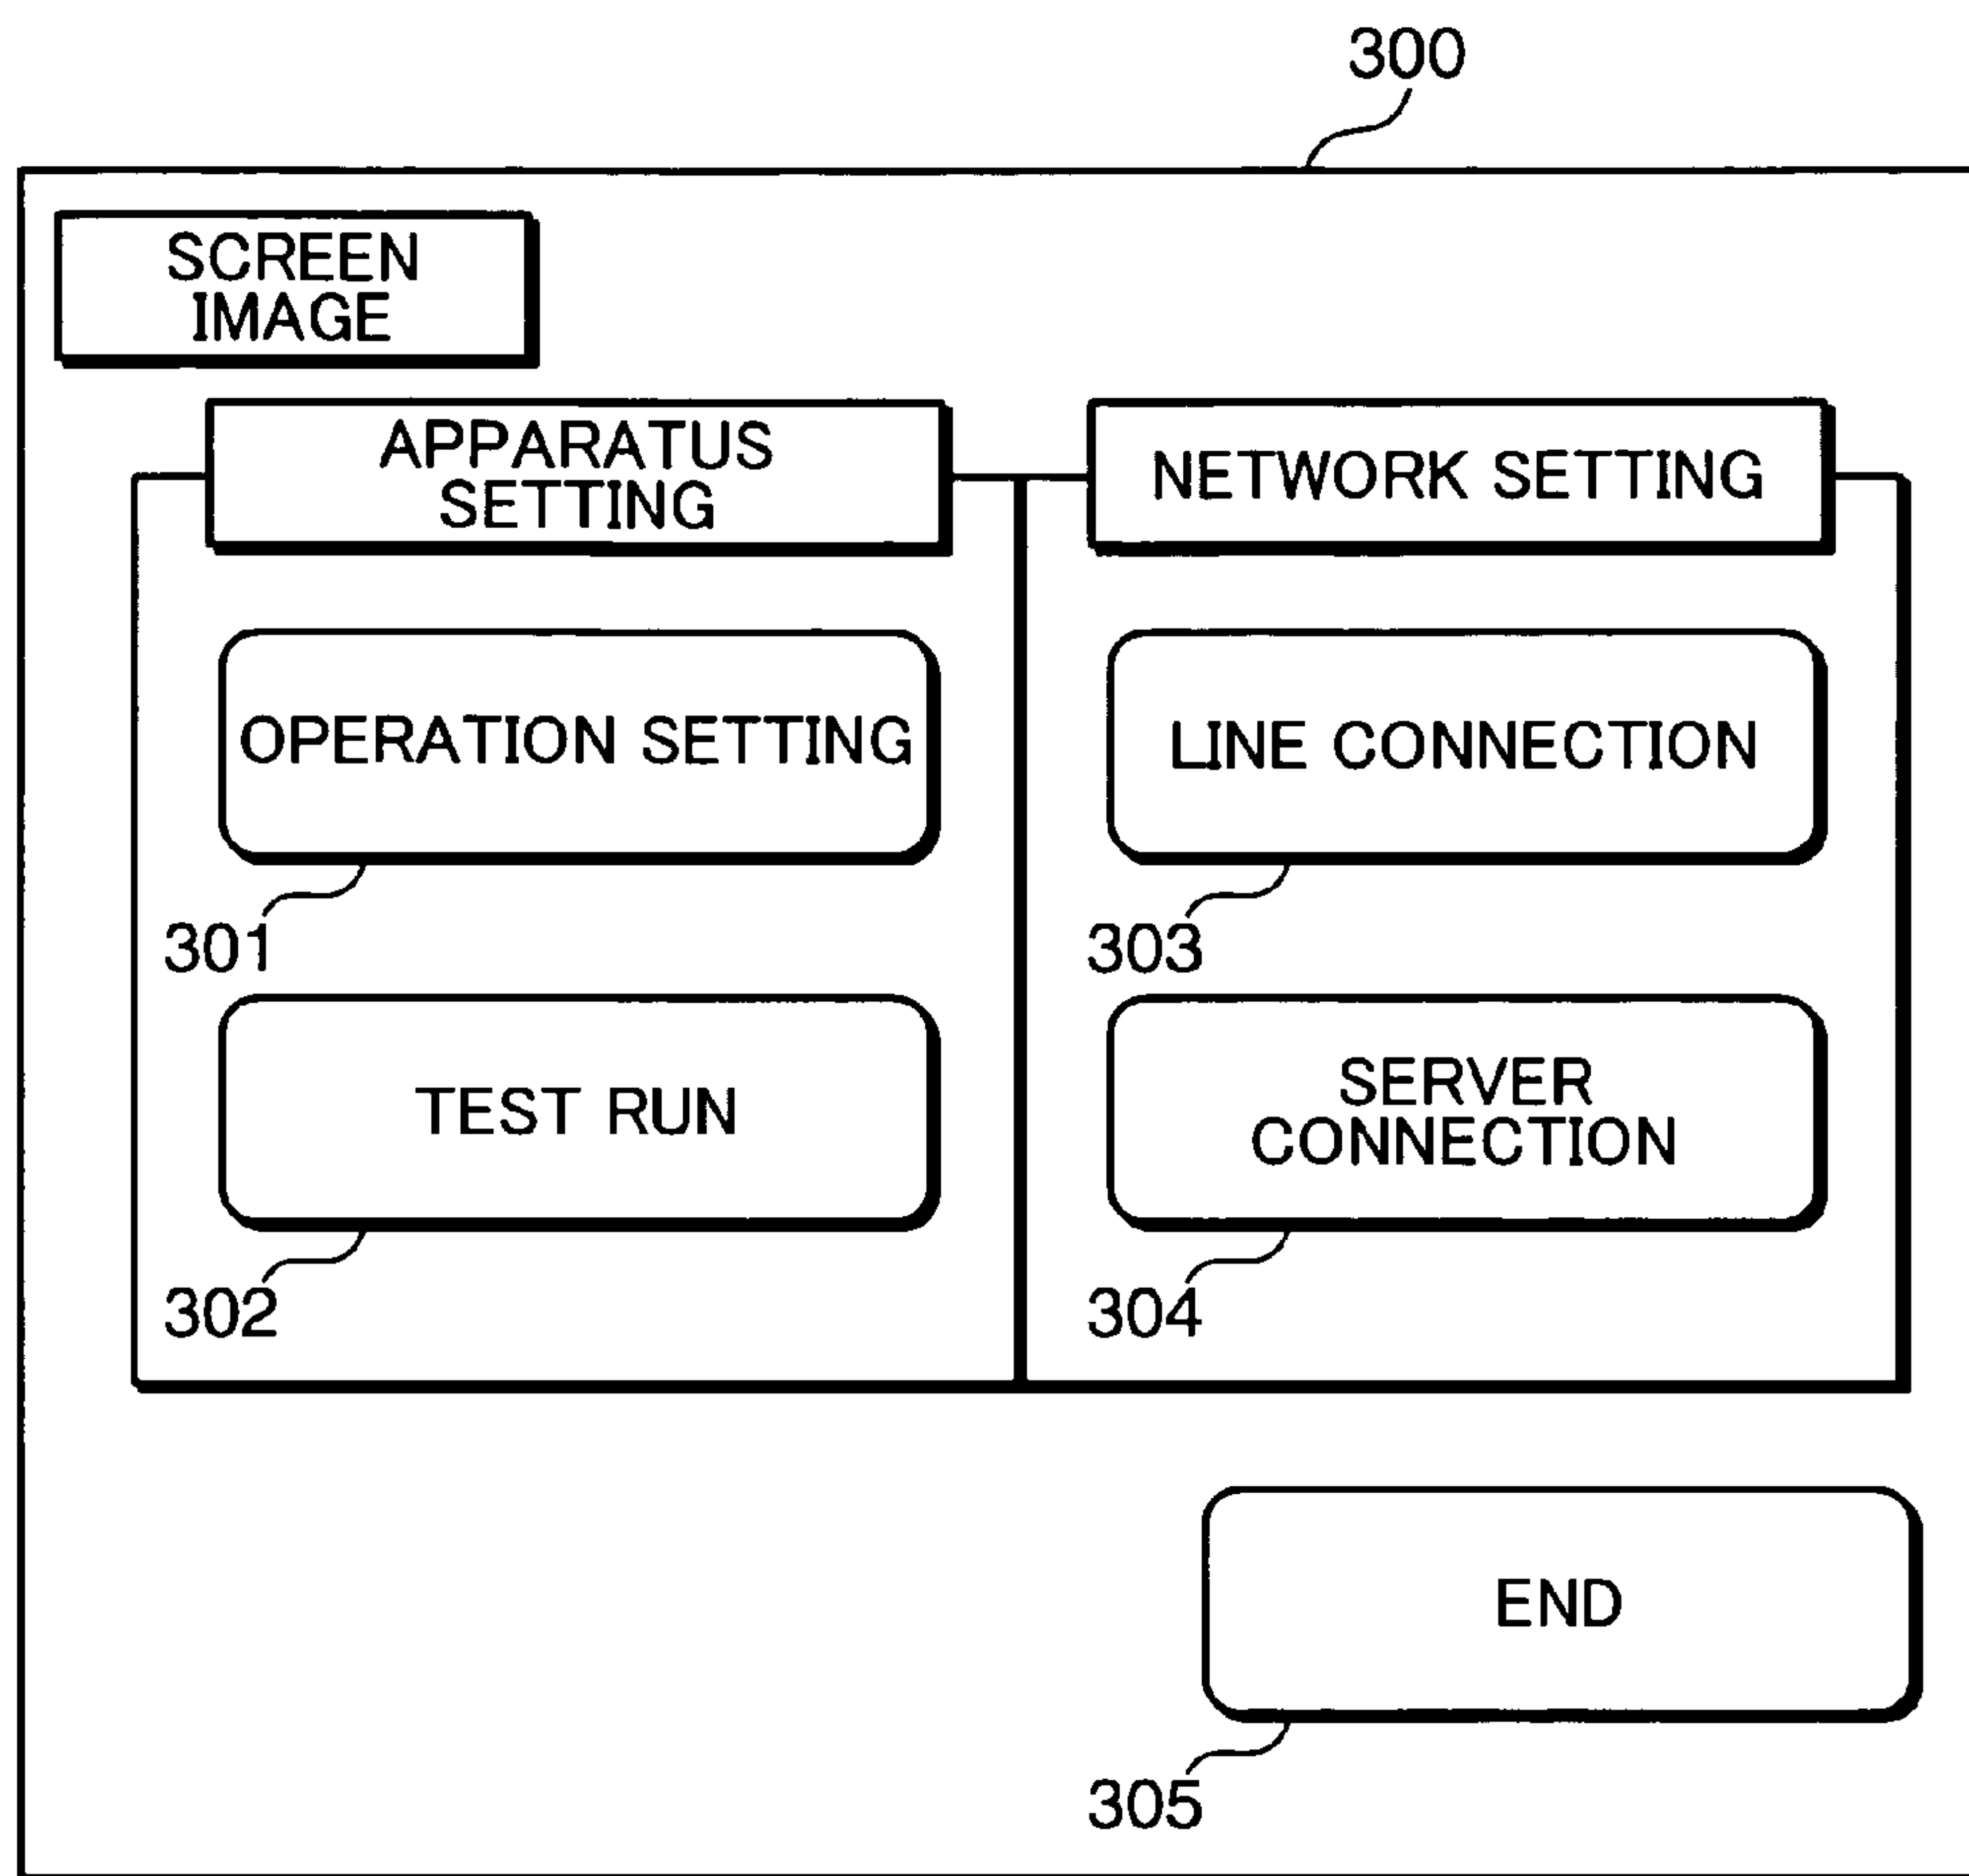 300
SCREEN
IMAGE
APPARATUS
SETTING
NETWORK SETTING
OPERATION SETTING
LINE CONNECTION
301
303
TEST RUN
SERVER
CONNECTION
302
304
END
305